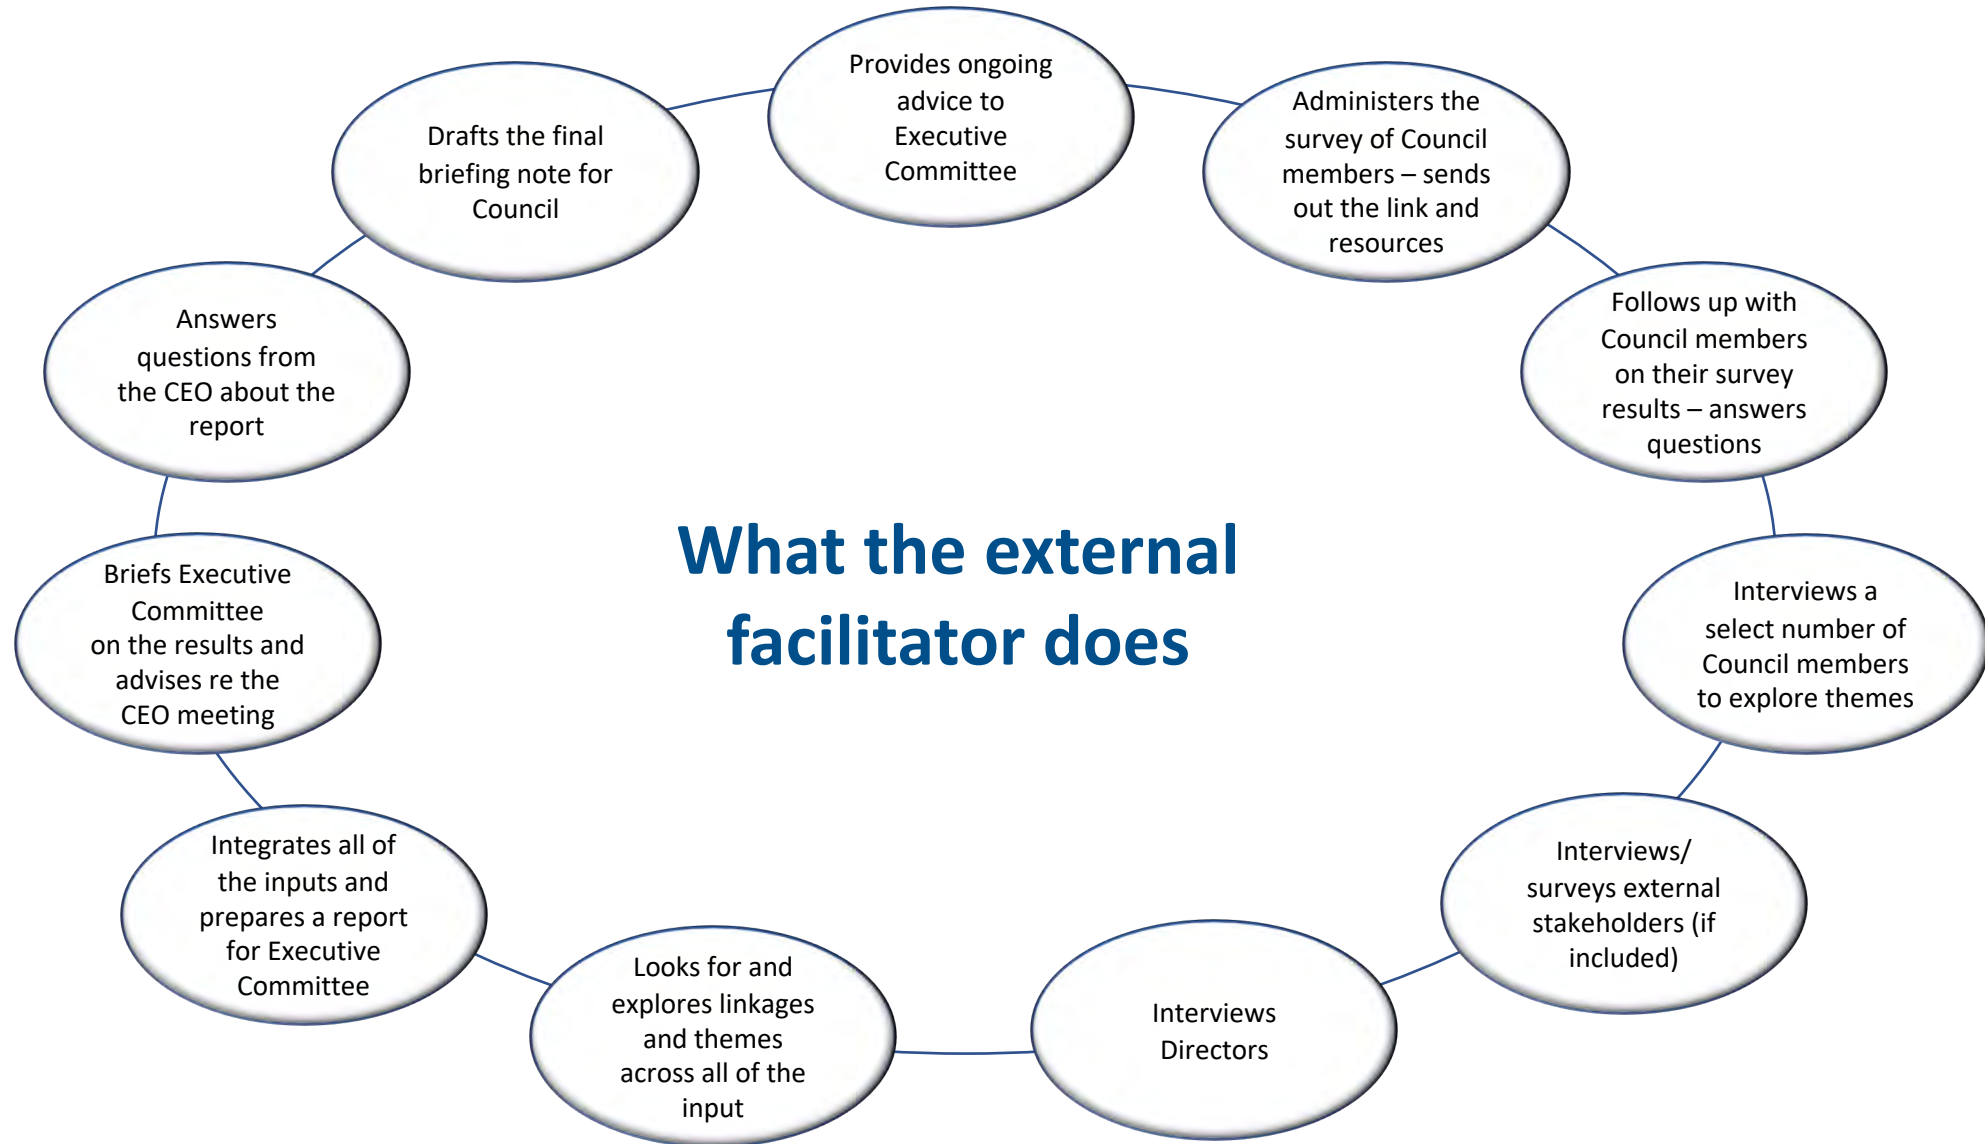 Provides ongoing
advice to
Executive
Committee
Administers the
survey of Council
members – sends
out the link and
resources
Follows up with
Council members
on their survey
results – answers
questions
Interviews a
select number of
Council members
to explore themes
Interviews/
surveys external
stakeholders (if
included)
Interviews
Directors
Looks for and
explores linkages
and themes
across all of the
input
Integrates all of
the inputs and
prepares a report
for Executive
Committee
Briefs Executive
Committee
on the results and
advises re the
CEO meeting
Answers
questions from
the CEO about the
report
Drafts the final
briefing note for
Council
What the external
facilitator does